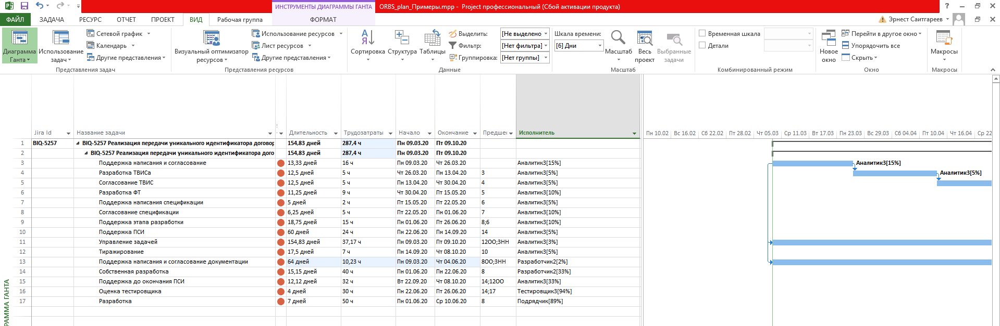 ИНСТРУМЕНТЫ ДИАГРАММЫ ГАНТА
ORBS_plan_Примеры.mpp - Project профессиональный (Сбой активации продукта)
ФАЙЛ ЗАДАЧА РЕСУРС ОТЧЕТ ПРОЕКТ ВИД Рабочая группа ФОРМАТ
Эрнест Саитгареев
Диаграмма Ганта
Использование задач
Сетевой график
Календарь
Другие представления
Представления задач
Визуальный оптимизатор ресурсов
Использование ресурсов
Лист ресурсов
Другие представления
Представления ресурсов
Сортировка
Структура
Таблицы
Выделить: [Не выделено
Фильтр: [Нет фильтра]
Группировка: [Нет группы]
Данные
Шкала времени:
[6] Дни
Масштаб
Весь проект
Выбранные задачи
Масштаб
Временная шкала
Детали
Комбинированный режим
Новое окно
Перейти в другое окно
Упорядочить все
Скрыть
Окно
Макросы
Макросы
Jira Id Название задачи Длительность Трудозатраты Начало Окончание Предшес Исполнитель
Пн 10.02 Вс 16.02 Сб 22.02 Пт 28.02 Чт 05.03 Ср 11.03 Вт 17.03 Пн 23.03 Вс 29.03 Сб 04.04 Пт 10.04 Чт 16.04 Ср 22
1 BIQ-5257 BIQ-5257 Реализация передачи уникального идентификатора договор 154,83 дней 287,4 ч Пн 09.03.20 Пт 09.10.20
2 BIQ-5257 Реализация передачи уникального идентификатора дого 154,83 дней 287,4 ч Пн 09.03.20 Пт 09.10.20
3 Поддержка написания и согласование 13,33 дней 16 ч Пн 09.03.20 Чт 26.03.20 Аналитик3[15%] Аналитик3[15%]
4 Разработка ТВИСа 12,5 дней 5 ч Чт 26.03.20 Пн 13.04.20 3 Аналитик3[5%] Аналитик3[5%]
5 Согласование ТВИС 12,5 дней 5 ч Пн 13.04.20 Чт 30.04.20 4 Аналитик3[5%]
6 Разработка ФТ 11,25 дней 9 ч Чт 30.04.20 Пт 15.05.20 5 Аналитик3[10%]
7 Поддержка написания спецификации 5 дней 2 ч Пт 15.05.20 Пт 22.05.20 6 Аналитик3[5%]
8 Согласование спецификации 6,25 дней 5 ч Пт 22.05.20 Пн 01.06.20 7 Аналитик3[10%]
9 Поддержка этапа разработки 18,75 дней 15 ч Пн 01.06.20 Пт 26.06.20 8;6 Аналитик3[10%]
10 Поддержка ПСИ 60 дней 24 ч Пн 22.06.20 Пн 14.09.20 14 Аналитик3[5%]
11 Управление задачей 154,83 дней 37,17 ч Пн 09.03.20 Пт 09.10.20 12ОО;3НН Аналитик3[3%]
12 Тиражирование 17,5 дней 7 ч Пн 14.09.20 Чт 08.10.20 10 Аналитик3[5%]
13 Поддержка написания и согласование документации 64 дней 10,23 ч Пн 09.03.20 Чт 04.06.20 8ОО;3НН Разработчик2[2%]
14 Собственная разработка 15,15 дней 40 ч Пн 01.06.20 Пн 22.06.20 8 Разработчик2[33%]
15 Поддержка до окончания ПСИ 12,12 дней 32 ч Вт 22.09.20 Чт 08.10.20 14;12ОО Аналитик3[33%]
16 Оценка тестировщика 4 дней 30 ч Пн 22.06.20 Пт 26.06.20 14;17 Тестировщик3[94%]
17 Разработка 7 дней 50 ч Пн 01.06.20 Ср 10.06.20 8 Подрядчик[89%]
РАММА ГАНТА